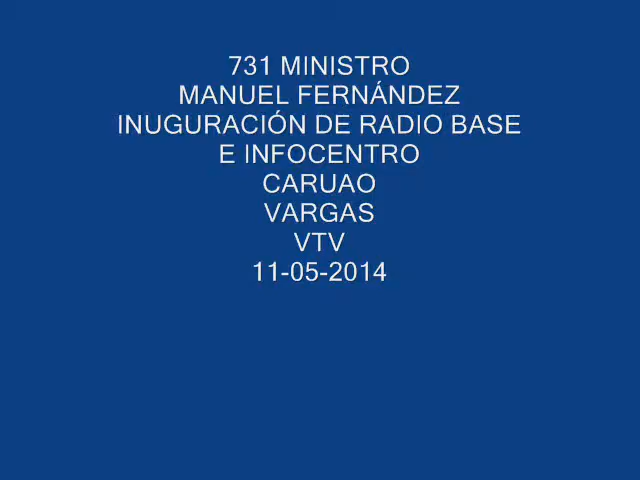 731 MINISTRO
MANUEL FERNÁNDEZ
INUGURACIÓN DE RADIO BASE
E INFOCENTRO
CARUAO
VARGAS
VTV
11-05-2014